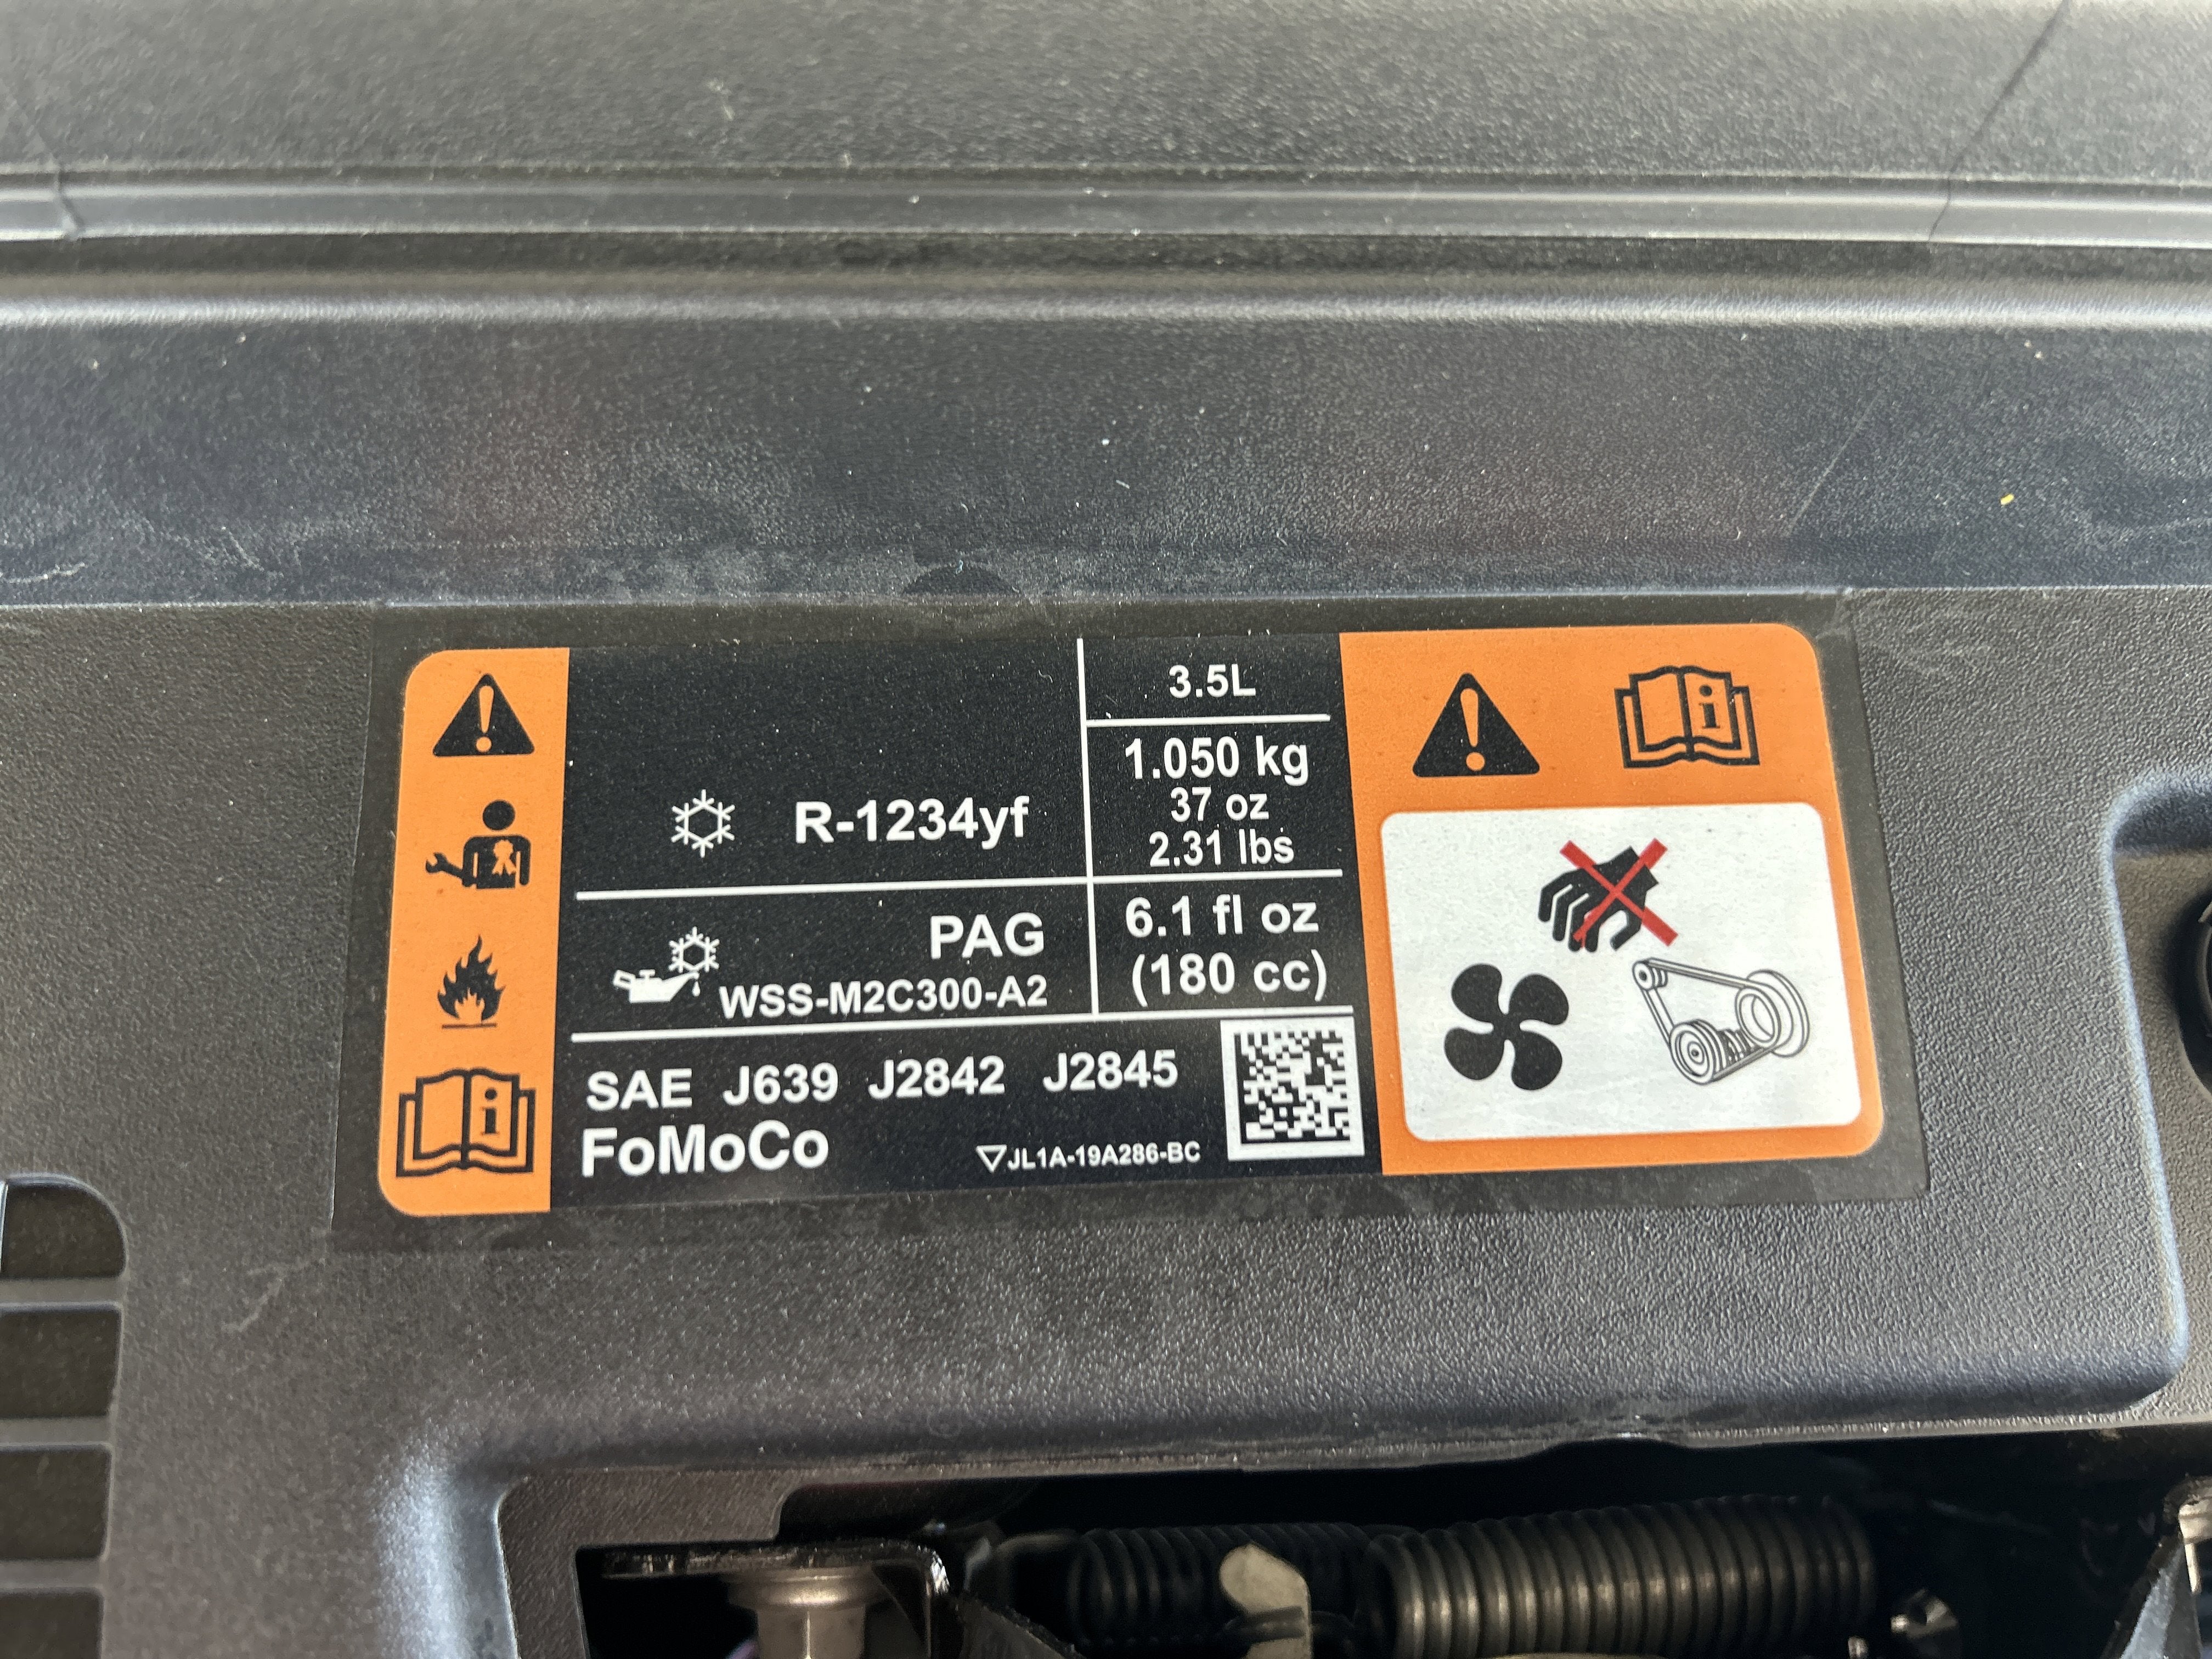 3.5L
R-1234yf
1.050 kg
37 oz
2.31 lbs
PAG
WSS-M2C300-A2
6.1 fl oz
(180 cc)
SAE J639 J2842 J2845
FoMoCo
JL1A-19A286-BC